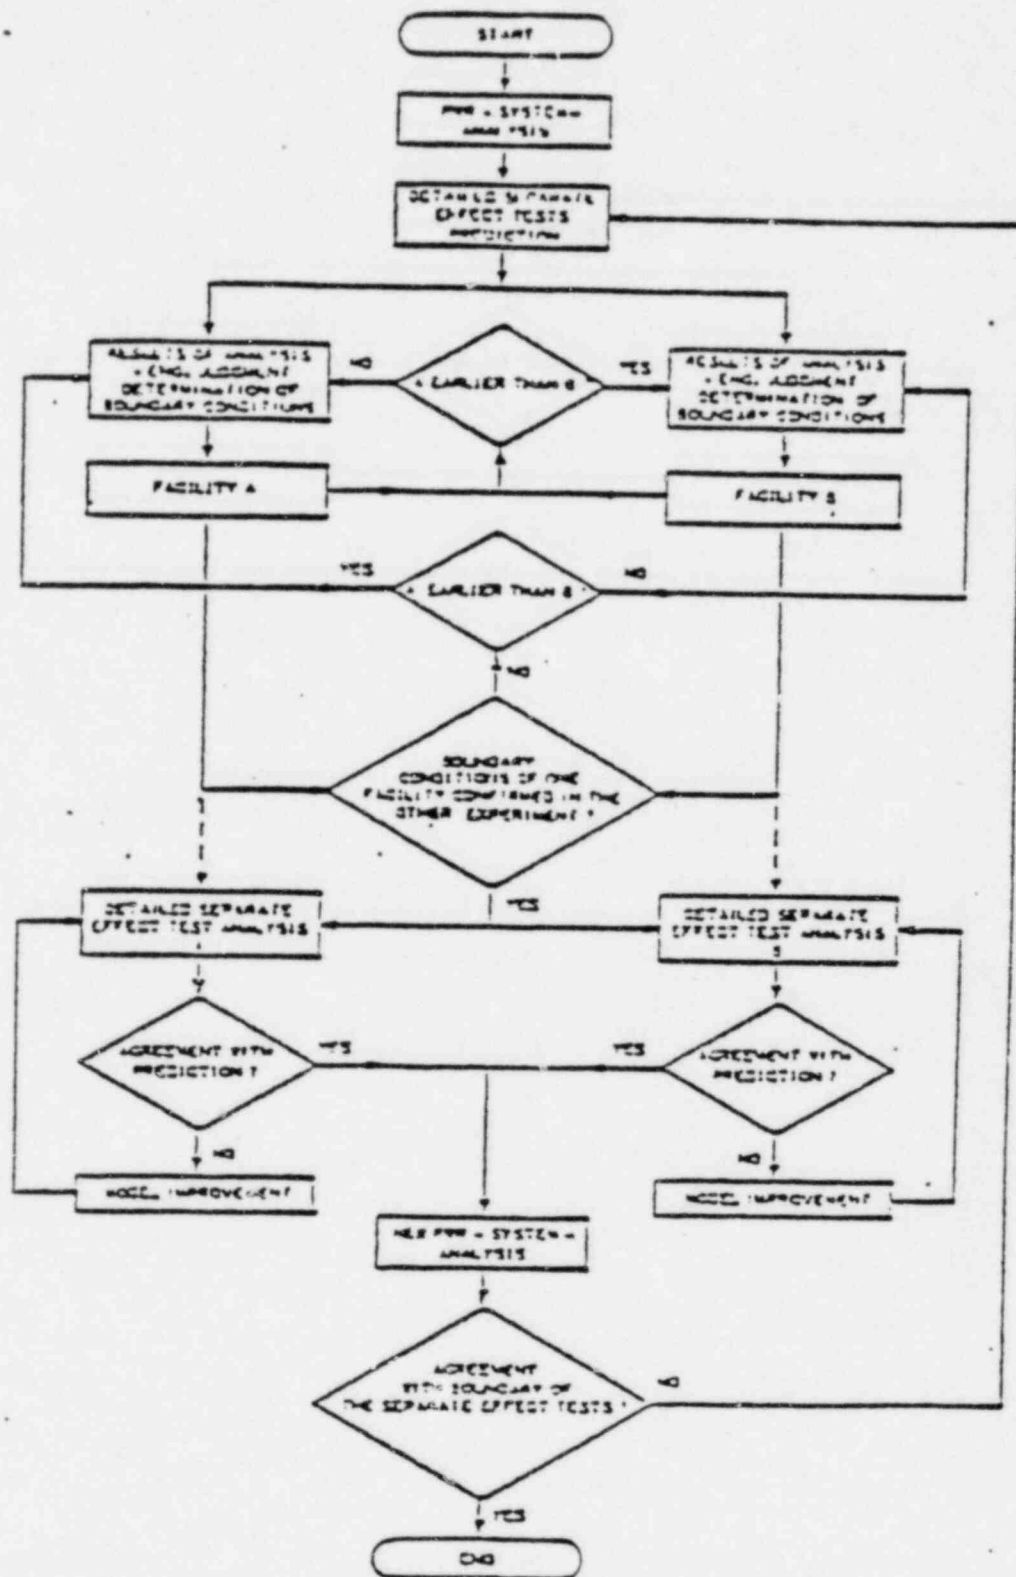 START
PWR - SYSTEM -
ANALYSIS
DETAILED SEPARATE
EFFECT TESTS
PREDICTION
RESULTS OF ANALYSIS
+ ENG. JUDGMENT
DETERMINATION OF
BOUNDARY CONDITIONS
NO
A EARLIER THAN B ?
YES
RESULTS OF ANALYSIS
+ ENG. JUDGMENT
DETERMINATION OF
BOUNDARY CONDITIONS
FACILITY A
FACILITY B
YES
A EARLIER THAN B ?
NO
NO
BOUNDARY
CONDITIONS OF ONE
FACILITY CONFIRMED IN THE
OTHER EXPERIMENT ?
YES
DETAILED SEPARATE
EFFECT TEST ANALYSIS
DETAILED SEPARATE
EFFECT TEST ANALYSIS
AGREEMENT WITH
PREDICTION ?
YES
YES
AGREEMENT WITH
PREDICTION ?
NO
NO
MODEL IMPROVEMENT
MODEL IMPROVEMENT
NEW PWR - SYSTEM -
ANALYSIS
AGREEMENT
WITH BOUNDARY OF
THE SEPARATE EFFECT TESTS ?
NO
YES
END